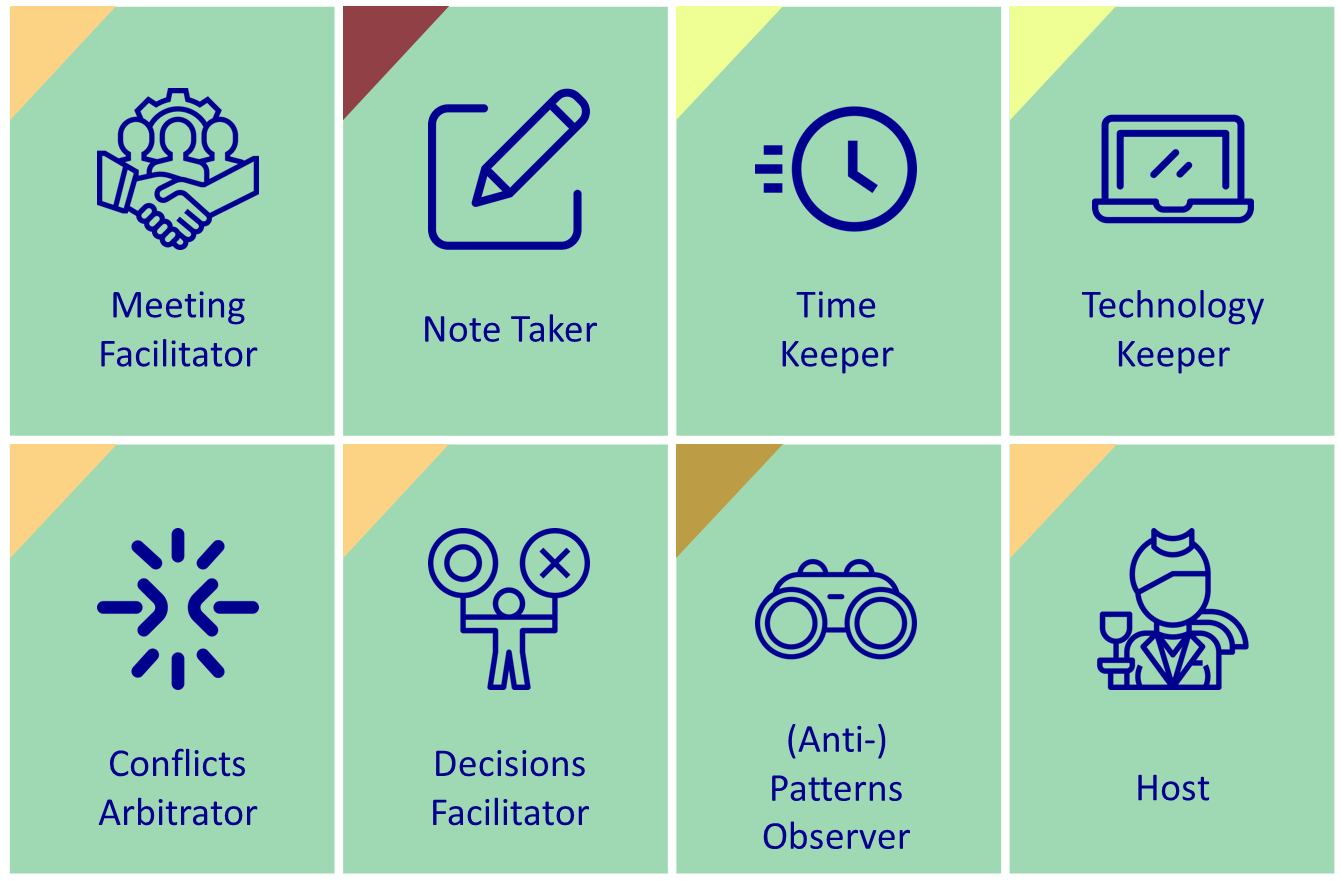 Meeting
Facilitator
Note Taker
Time
Keeper
Technology
Keeper
Conflicts
Arbitrator
Decisions
Facilitator
(Anti-)
Patterns
Observer
Host